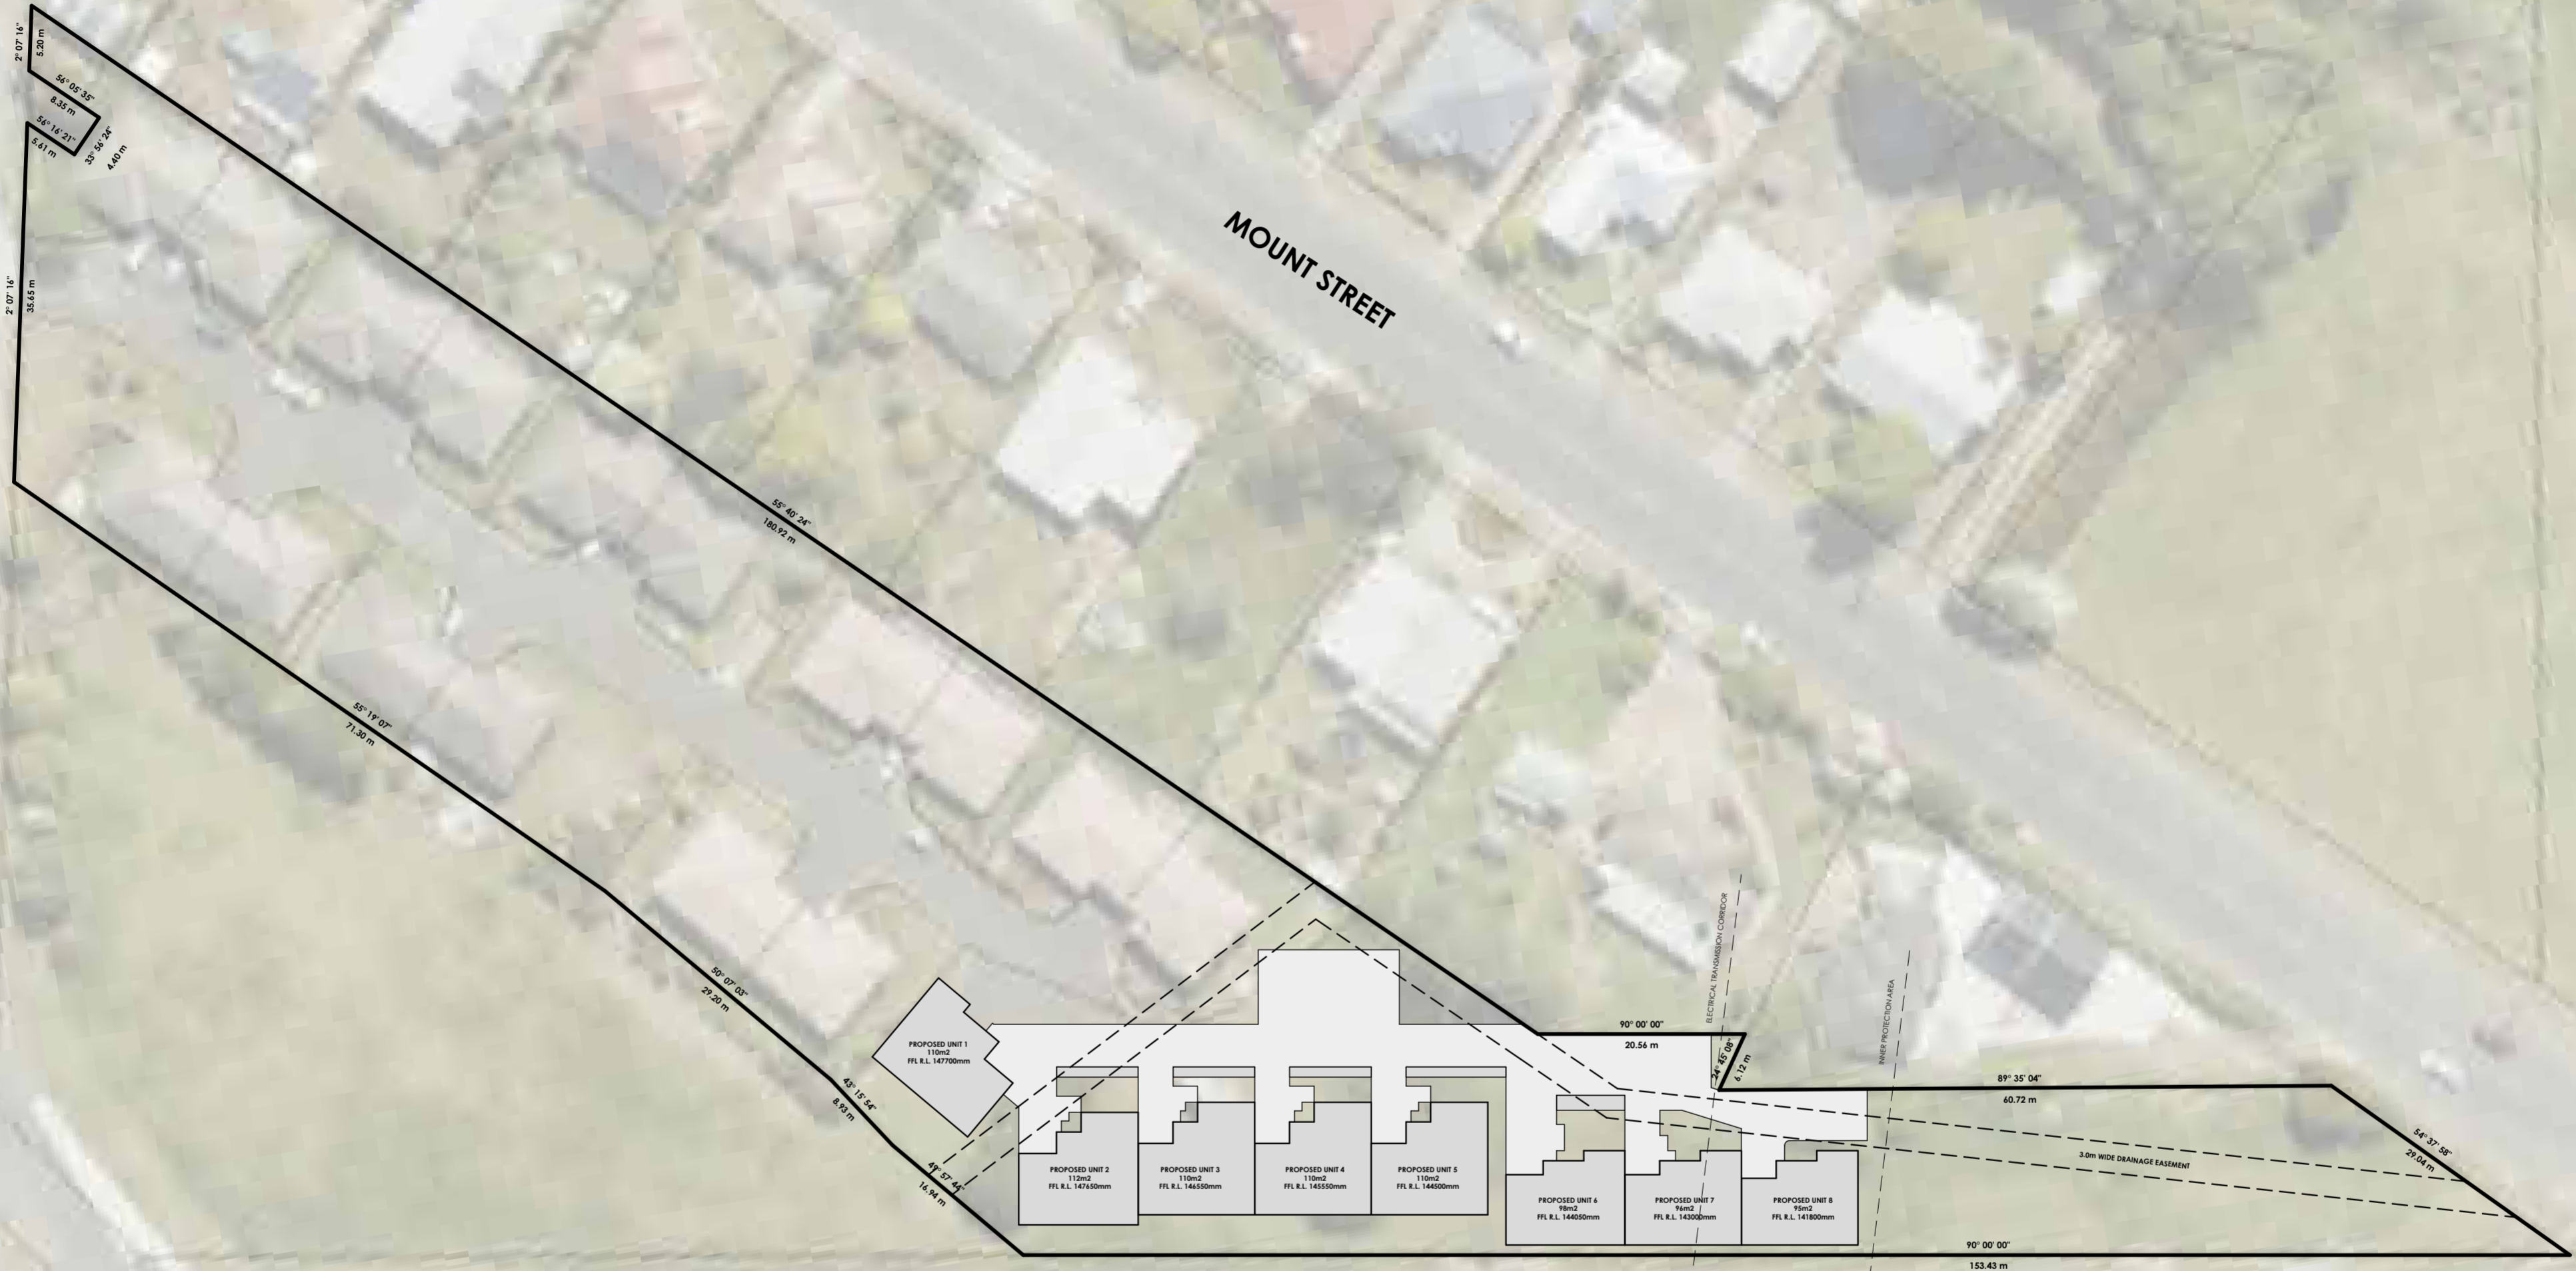 2° 07' 16"
5.20 m
56° 05' 35"
8.35 m
56° 16' 21"
5.61 m
33° 56' 24"
4.40 m
2° 07' 16"
35.65 m
MOUNT STREET
55° 40' 24"
180.92 m
55° 19' 07"
71.30 m
50° 07' 03"
29.20 m
43° 15' 54"
8.93 m
49° 57' 44"
16.94 m
PROPOSED UNIT 1
110m2
FFL R.L. 147700mm
PROPOSED UNIT 2
112m2
FFL R.L. 147650mm
PROPOSED UNIT 3
110m2
FFL R.L. 146550mm
PROPOSED UNIT 4
110m2
FFL R.L. 145550mm
PROPOSED UNIT 5
110m2
FFL R.L. 144500mm
PROPOSED UNIT 6
98m2
FFL R.L. 144050mm
PROPOSED UNIT 7
96m2
FFL R.L. 143000mm
PROPOSED UNIT 8
95m2
FFL R.L. 141800mm
90° 00' 00"
20.56 m
ELECTRICAL TRANSMISSION CORRIDOR
24° 45' 08"
6.12 m
INNER PROTECTION AREA
89° 35' 04"
60.72 m
3.0m WIDE DRAINAGE EASEMENT
54° 37' 58"
29.04 m
90° 00' 00"
153.43 m